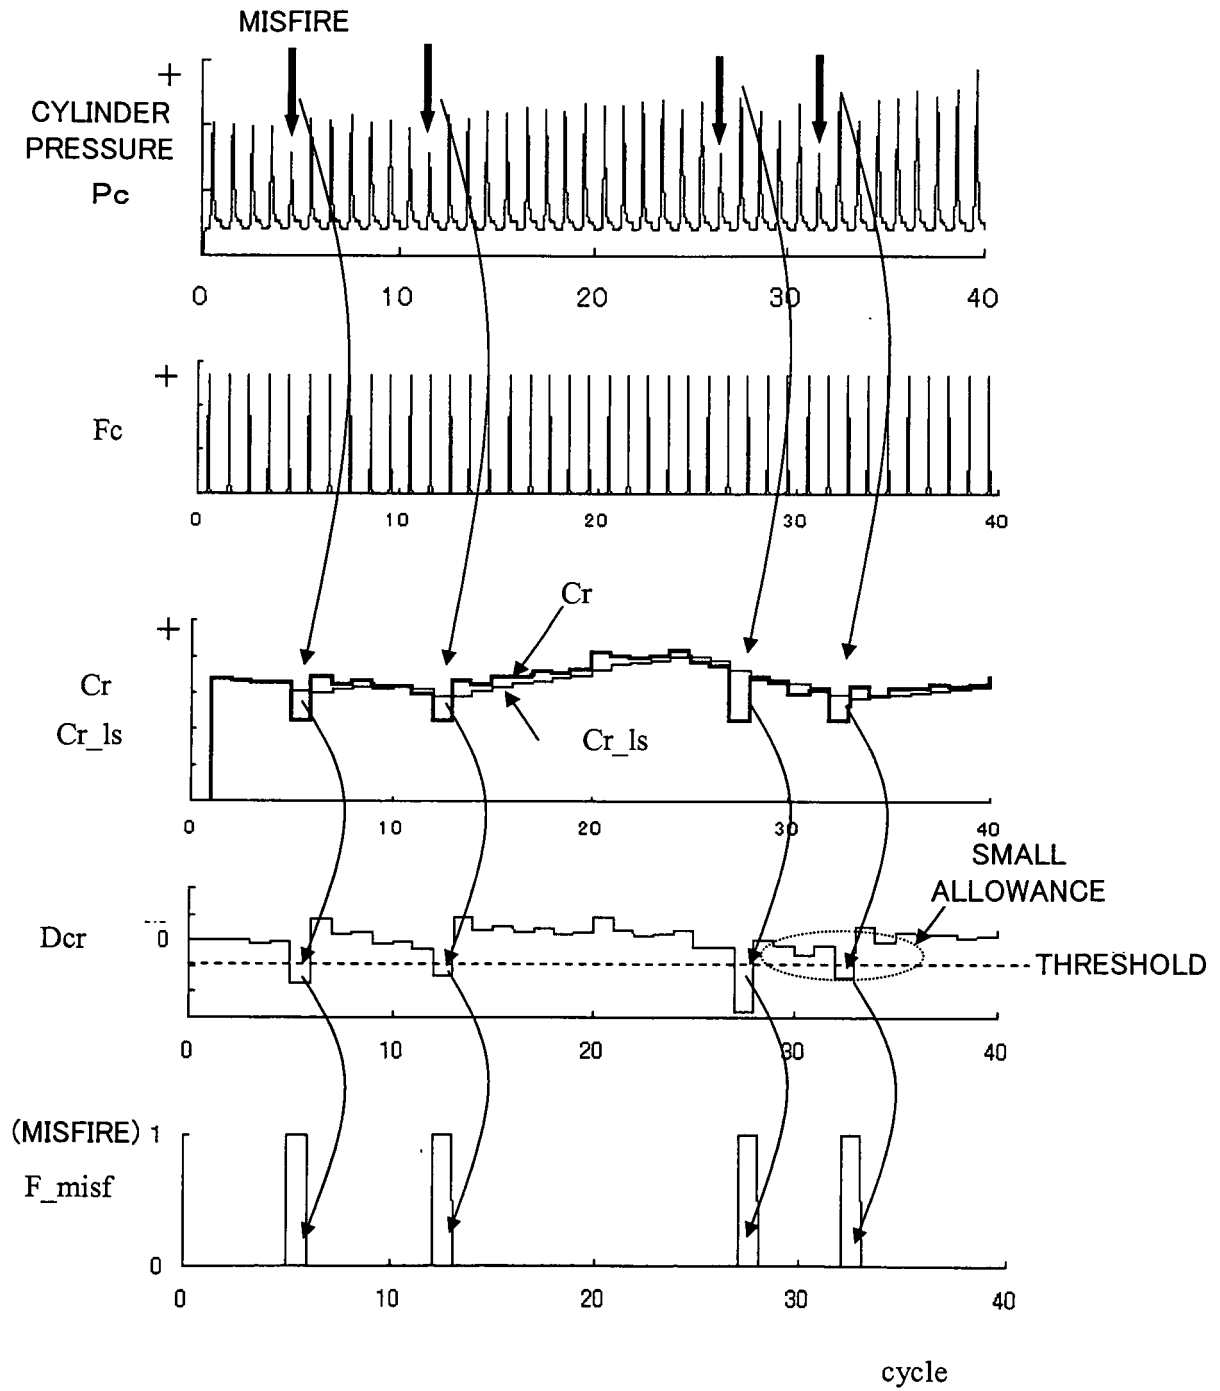 MISFIRE
+
CYLINDER
PRESSURE
Pc
0 10 20 30 40
+
Fc
0 10 20 30 40
Cr
+
Cr
Cr_ls
Cr_ls
0 10 20 30 40
SMALL
ALLOWANCE
Dcr
0
THRESHOLD
0 10 20 30 40
(MISFIRE) 1
F_misf
0
0 10 20 30 40
cycle